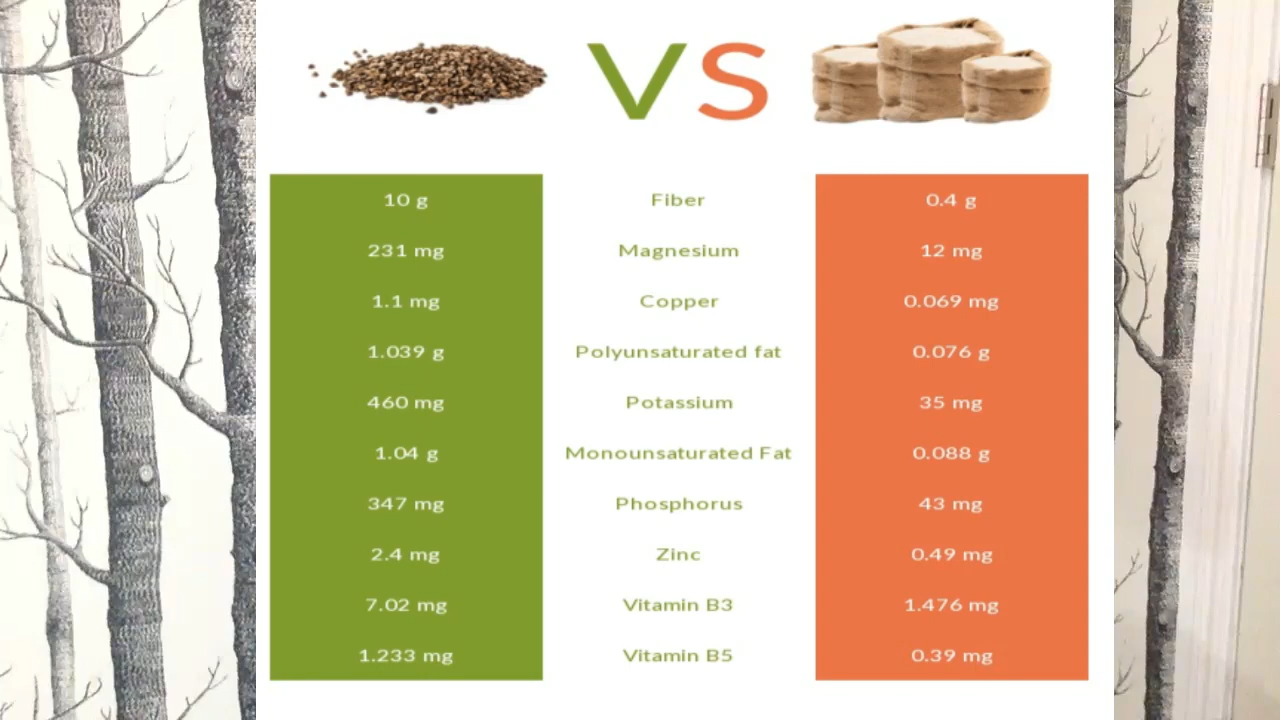 VS
10 g Fiber 0.4 g
231 mg Magnesium 12 mg
1.1 mg Copper 0.069 mg
1.039 g Polyunsaturated fat 0.076 g
460 mg Potassium 35 mg
1.04 g Monounsaturated Fat 0.088 g
347 mg Phosphorus 43 mg
2.4 mg Zinc 0.49 mg
7.02 mg Vitamin B3 1.476 mg
1.233 mg Vitamin B5 0.39 mg